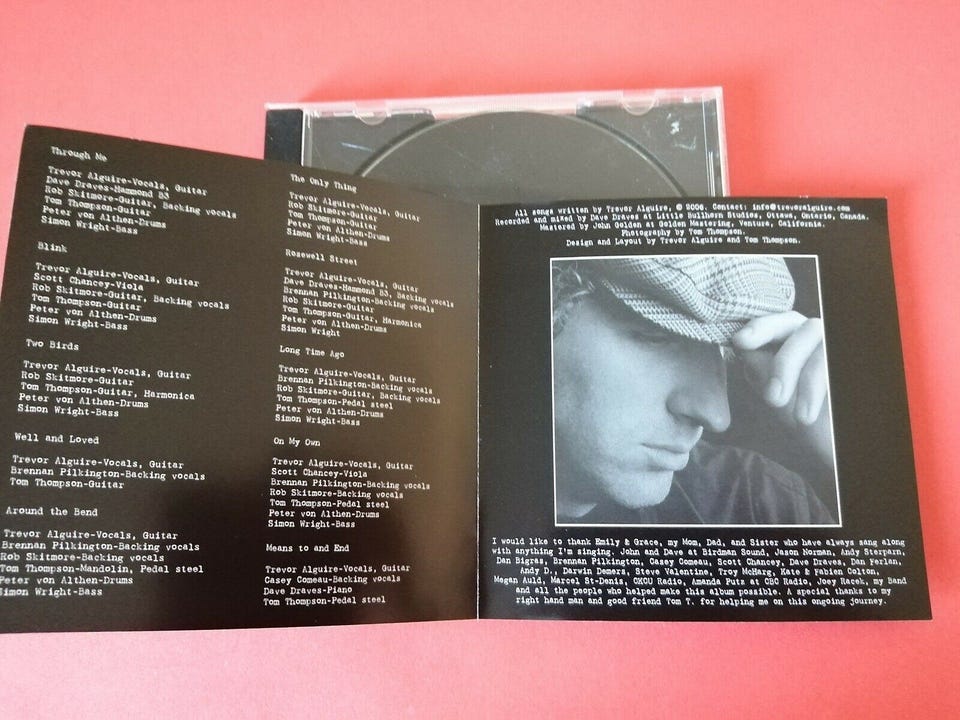 Through Me
Trevor Alguire-Vocals, Guitar
Dave Draves-Hammond B3
Rob Skitmore-Guitar, Backing vocals
Tom Thompson-Guitar
Peter von Althen-Drums
Simon Wright-Bass
Blink
Trevor Alguire-Vocals, Guitar
Scott Chancey-Viola
Rob Skitmore-Guitar, Backing vocals
Tom Thompson-Guitar
Peter von Althen-Drums
Simon Wright-Bass
Two Birds
Trevor Alguire-Vocals, Guitar
Rob Skitmore-Guitar
Tom Thompson-Guitar, Harmonica
Peter von Althen-Drums
Simon Wright-Bass
Well and Loved
Trevor Alguire-Vocals, Guitar
Brennan Pilkington-Backing vocals
Tom Thompson-Guitar
Around the Bend
Trevor Alguire-Vocals, Guitar
Brennan Pilkington-Backing vocals
Rob Skitmore-Backing vocals
Tom Thompson-Mandolin, Pedal steel
Peter von Althen-Drums
Simon Wright-Bass
The Only Thing
Trevor Alguire-Vocals, Guitar
Rob Skitmore-Guitar
Tom Thompson-Guitar
Peter von Althen-Drums
Simon Wright-Bass
Rosewell Street
Trevor Alguire-Vocals, Guitar
Dave Draves-Hammond B3, Backing vocals
Brennan Pilkington-Backing vocals
Rob Skitmore-Guitar
Tom Thompson-Guitar, Harmonica
Peter von Althen-Drums
Simon Wright
Long Time Ago
Trevor Alguire-Vocals, Guitar
Brennan Pilkington-Backing vocals
Rob Skitmore-Guitar, Backing vocals
Tom Thompson-Pedal steel
Peter von Althen-Drums
Simon Wright-Bass
On My Own
Trevor Alguire-Vocals, Guitar
Scott Chancey-Viola
Brennan Pilkington-Backing vocals
Rob Skitmore-Backing vocals
Tom Thompson-Pedal steel
Peter von Althen-Drums
Simon Wright-Bass
Means to and End
Trevor Alguire-Vocals, Guitar
Casey Comeau-Backing vocals
Dave Draves-Piano
Tom Thompson-Pedal steel
All songs written by Trevor Alguire, © 2006. Contact: info@trevoralguire.com
Recorded and mixed by Dave Draves at Little Bullhorn Studios, Ottawa, Ontario, Canada.
Mastered by John Golden at Golden Mastering, Ventura, California.
Photography by Tom Thompson.
Design and Layout by Trevor Alguire and Tom Thompson.
I would like to thank Emily & Grace, my Mom, Dad, and Sister who have always sang along
with anything I'm singing. John and Dave at Birdman Sound, Jason Norman, Andy Sterparn,
Dan Bigras, Brennan Pilkington, Casey Comeau, Scott Chancey, Dave Draves, Dan Ferlan,
Andy D., Darwin Demers, Steve Valentine, Troy McHarg, Kate & Fabien Colton,
Megan Auld, Marcel St-Denis, CKCU Radio, Amanda Putz at CBC Radio, Joey Racek, my Band
and all the people who helped make this album possible. A special thanks to my
right hand man and good friend Tom T. for helping me on this ongoing journey.